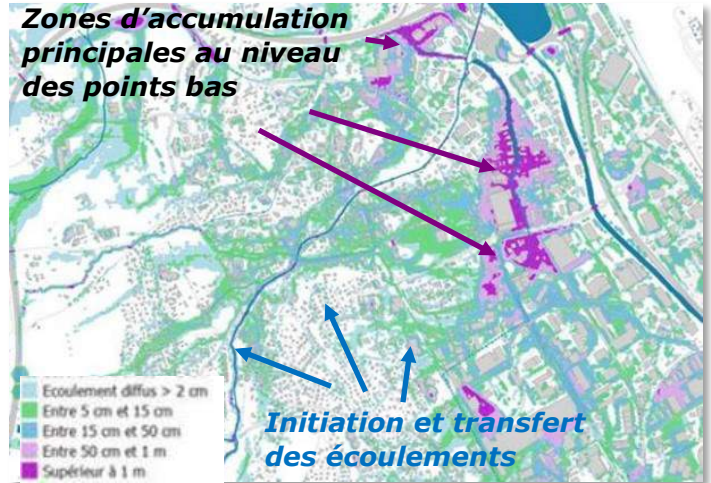 Zones d’accumulation
principales au niveau
des points bas
Ecoulement diffus > 2 cm
Entre 5 cm et 15 cm
Entre 15 cm et 50 cm
Entre 50 cm et 1 m
Supérieur à 1 m
Initiation et transfert
des écoulements